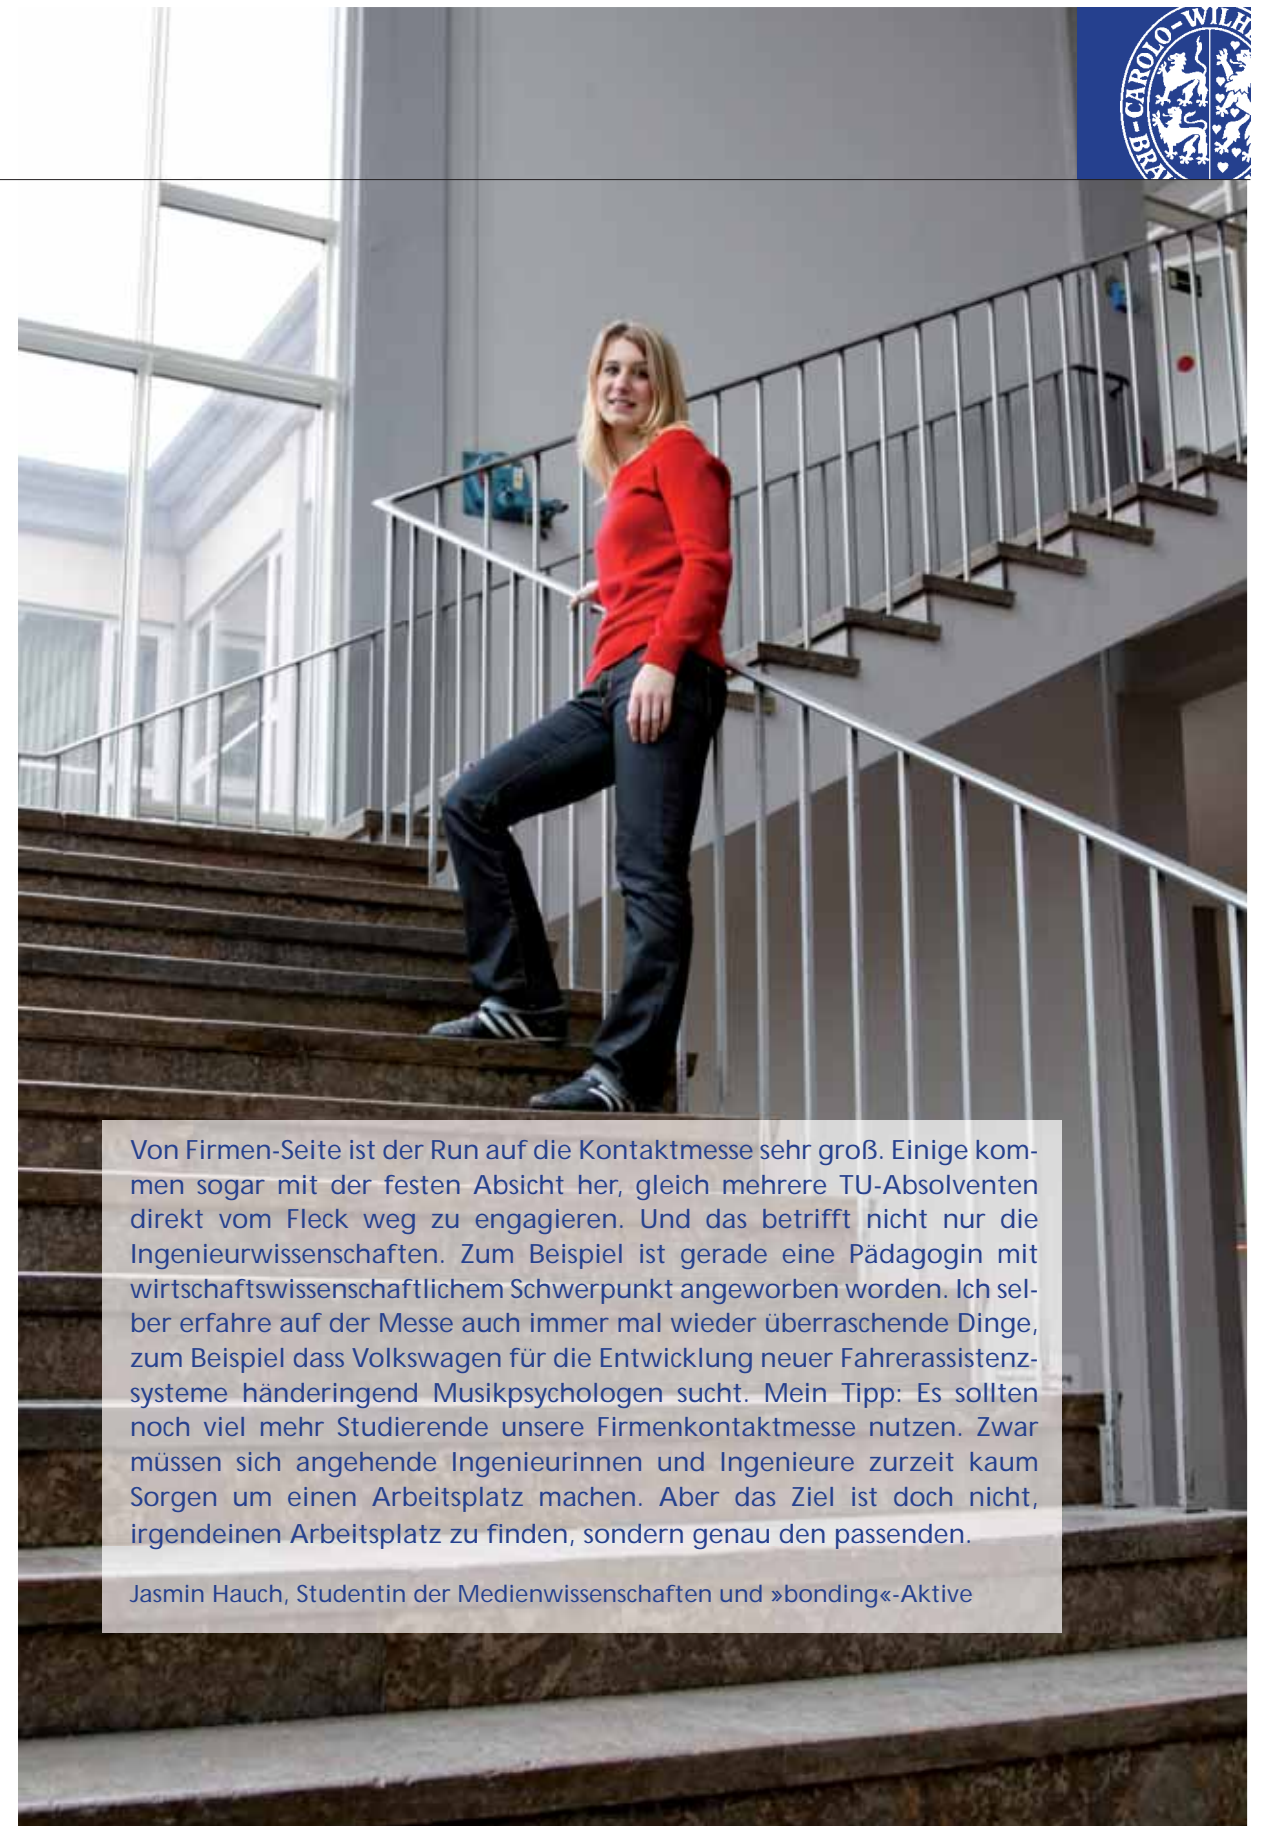 BRA
-CAROLO-WILH
Von Firmen-Seite ist der Run auf die Kontaktmesse sehr groß. Einige kom-
men sogar mit der festen Absicht her, gleich mehrere TU-Absolventen
direkt vom Fleck weg zu engagieren. Und das betrifft nicht nur die
Ingenieurwissenschaften. Zum Beispiel ist gerade eine Pädagogin mit
wirtschaftswissenschaftlichem Schwerpunkt angeworben worden. Ich sel-
ber erfahre auf der Messe auch immer mal wieder überraschende Dinge,
zum Beispiel dass Volkswagen für die Entwicklung neuer Fahrerassistenz-
systeme händeringend Musikpsychologen sucht. Mein Tipp: Es sollten
noch viel mehr Studierende unsere Firmenkontaktmesse nutzen. Zwar
müssen sich angehende Ingenieurinnen und Ingenieure zurzeit kaum
Sorgen um einen Arbeitsplatz machen. Aber das Ziel ist doch nicht,
irgendeinen Arbeitsplatz zu finden, sondern genau den passenden.
Jasmin Hauch, Studentin der Medienwissenschaften und »bonding«-Aktive